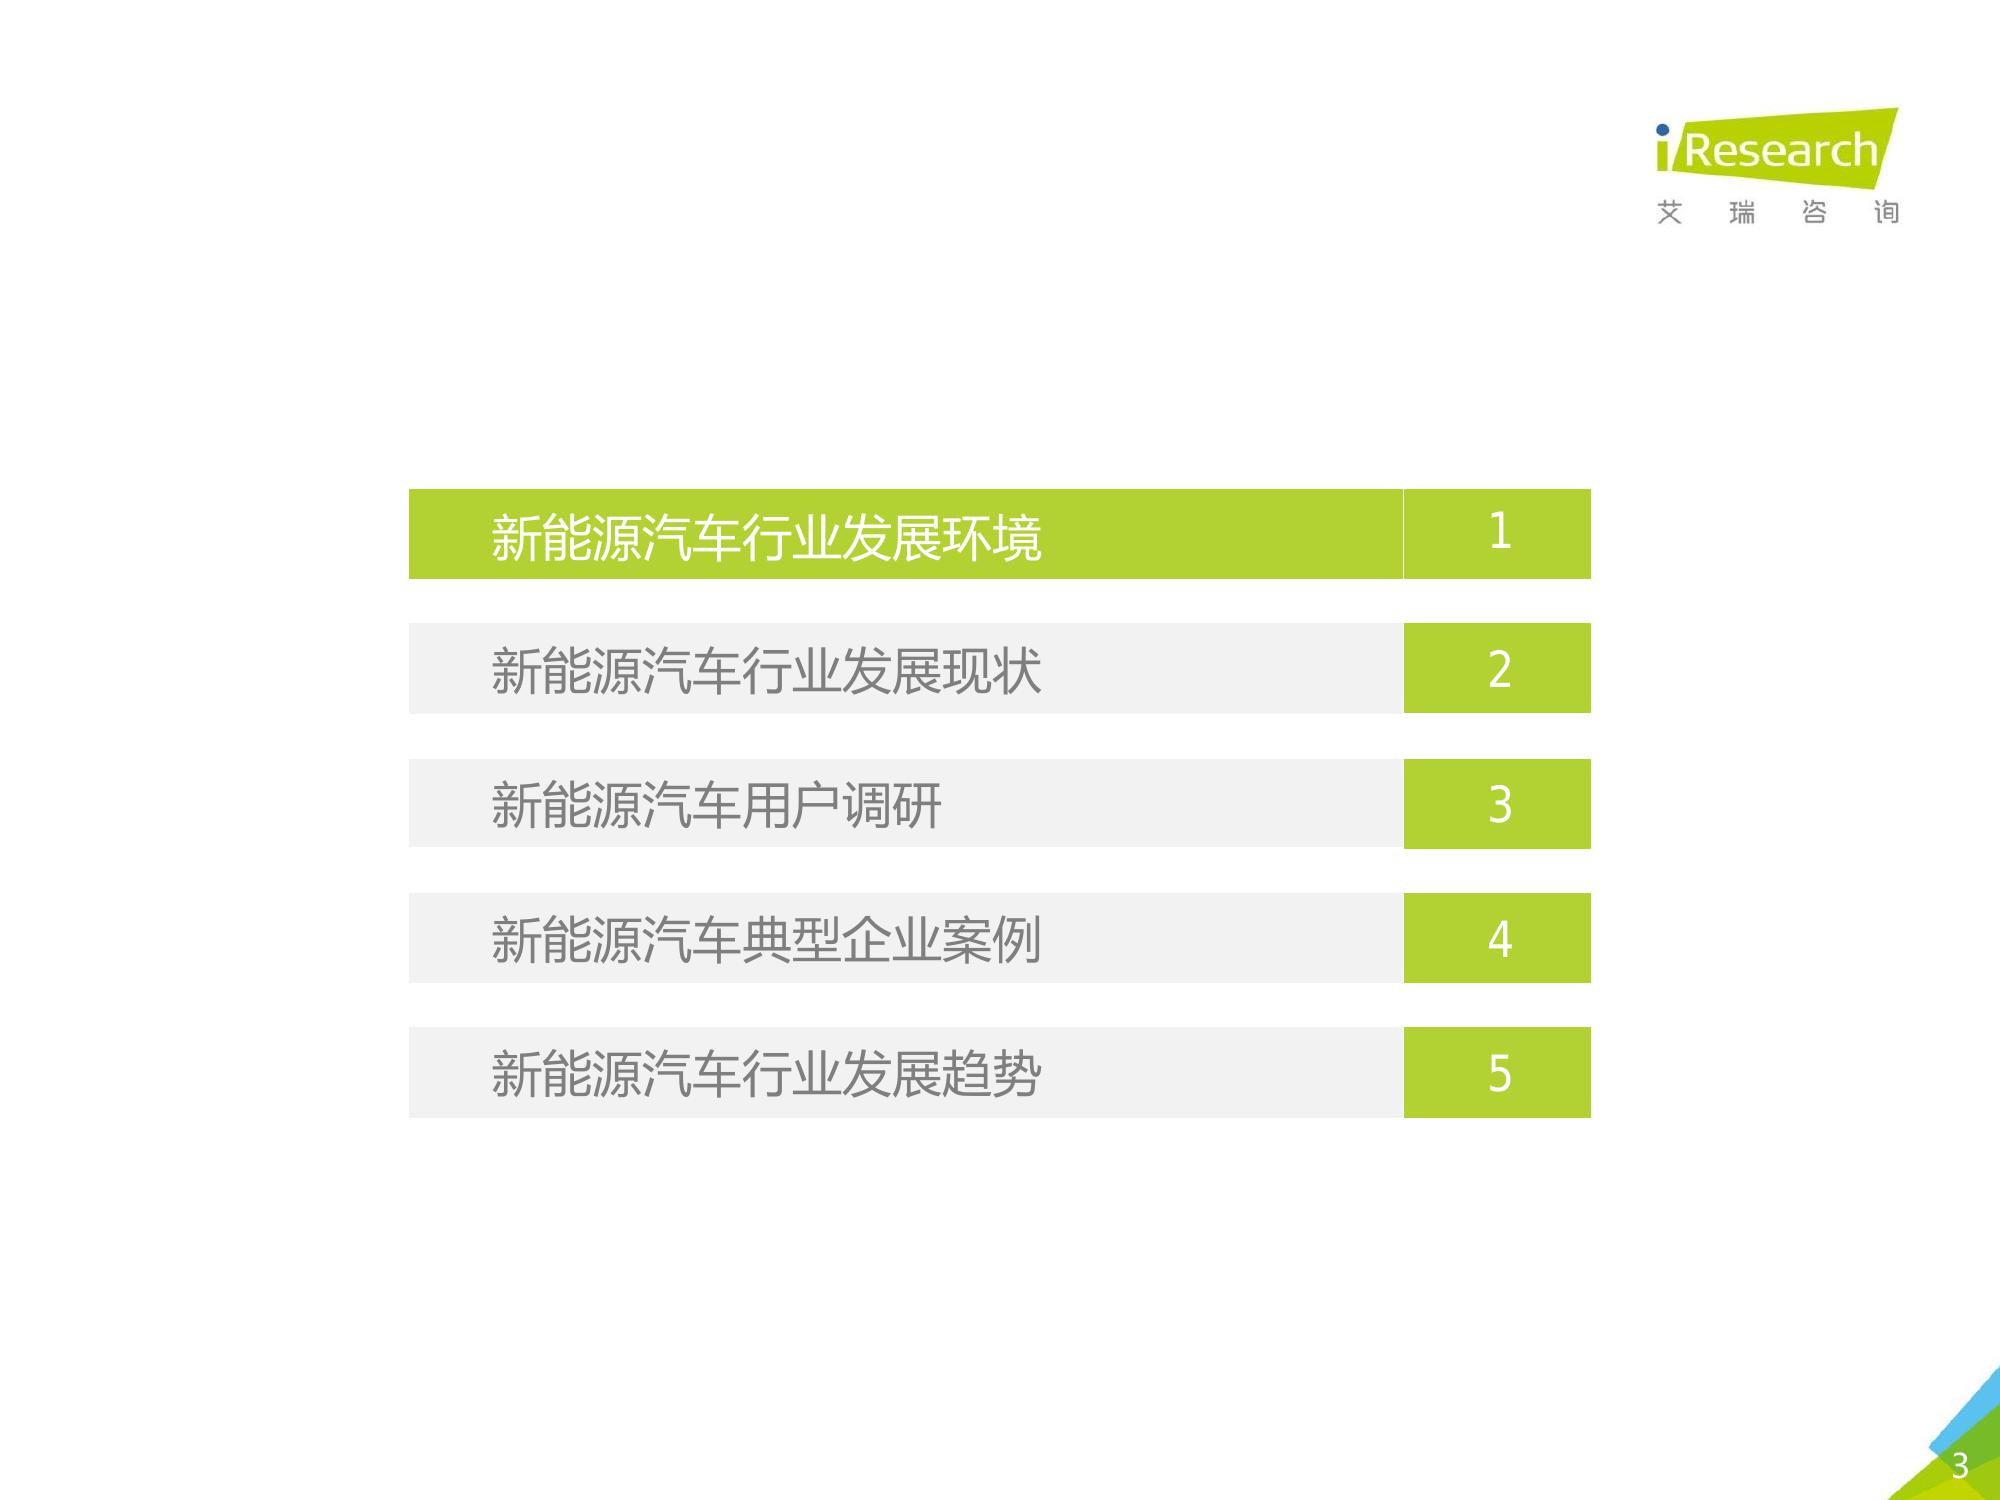 iResearch
艾瑞咨询
新能源汽车行业发展环境 1
新能源汽车行业发展现状 2
新能源汽车用户调研 3
新能源汽车典型企业案例 4
新能源汽车行业发展趋势 5
3